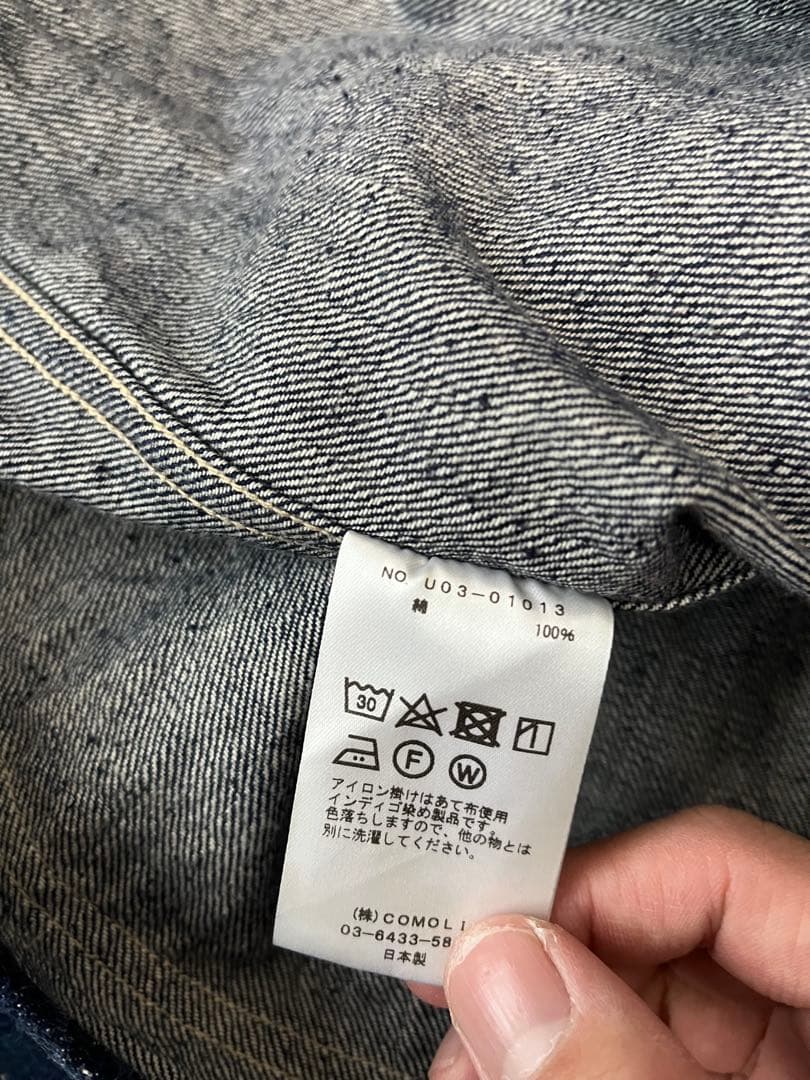 NO. U03-01013
綿 100%
30
F W
アイロン掛けはあて布使用
インディゴ染め製品です。
色落ちしますので、他の物とは
別に洗濯してください。
(株)COMOLI
03-6433-58
日本製